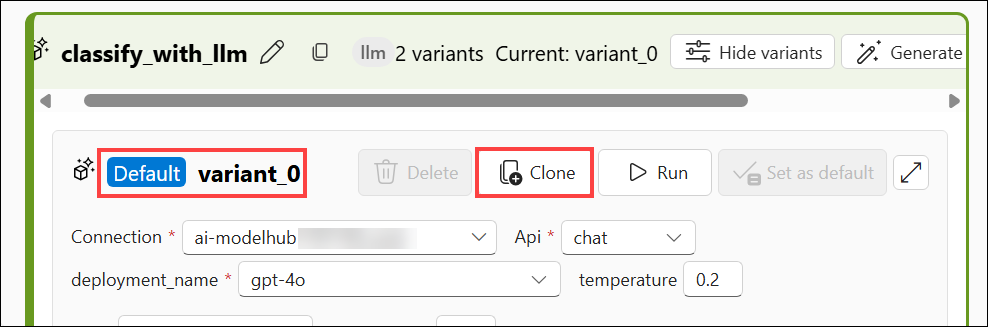 classify_with_llm llm 2 variants Current: variant_0 Hide variants Generate
Default variant_0 Delete Clone Run Set as default
Connection * ai-modelhub Api * chat
deployment_name * gpt-4o temperature 0.2